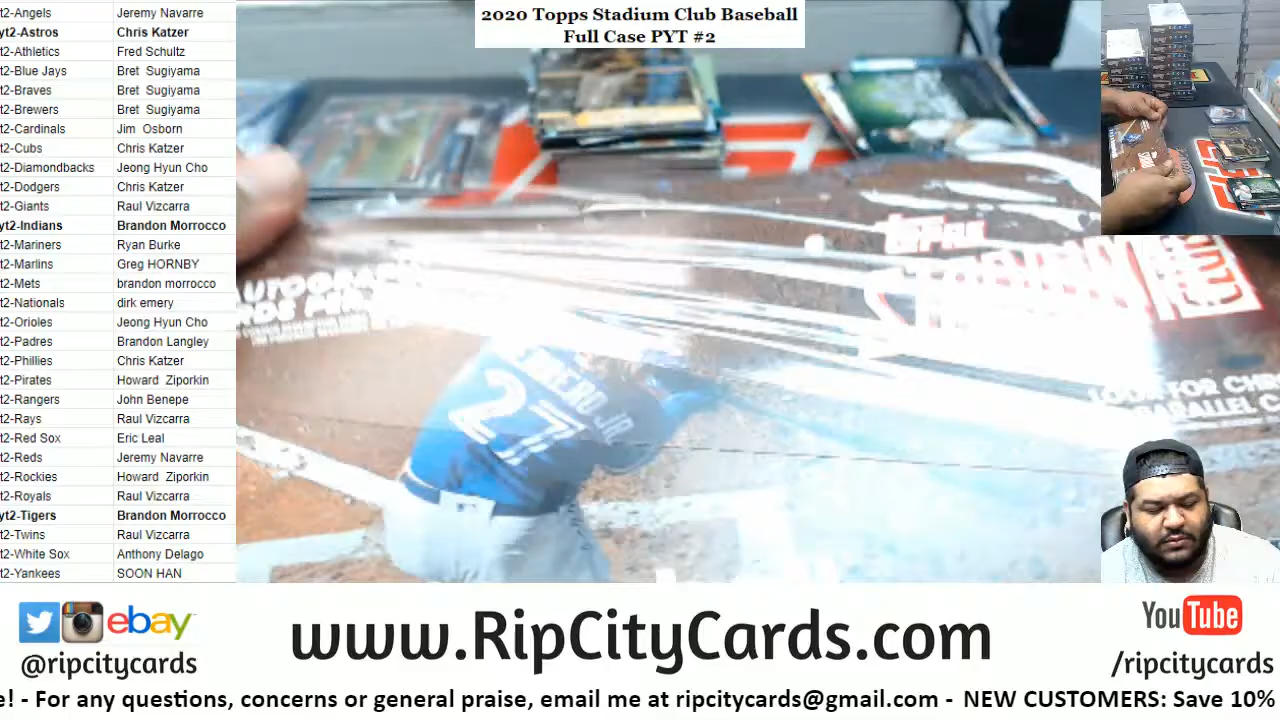 2020 Topps Stadium Club Baseball
Full Case PYT #2
t2-Angels Jeremy Navarre
yt2-Astros Chris Katzer
t2-Athletics Fred Schultz
t2-Blue Jays Bret Sugiyama
t2-Braves Bret Sugiyama
t2-Brewers Bret Sugiyama
t2-Cardinals Jim Osborn
t2-Cubs Chris Katzer
t2-Diamondbacks Jeong Hyun Cho
t2-Dodgers Chris Katzer
t2-Giants Raul Vizcarra
yt2-Indians Brandon Morrocco
t2-Mariners Ryan Burke
t2-Marlins Greg HORNBY
t2-Mets brandon morrocco
t2-Nationals dirk emery
t2-Orioles Jeong Hyun Cho
t2-Padres Brandon Langley
t2-Phillies Chris Katzer
t2-Pirates Howard Ziporkin
t2-Rangers John Benepe
t2-Rays Raul Vizcarra
t2-Red Sox Eric Leal
t2-Reds Jeremy Navarre
t2-Rockies Howard Ziporkin
t2-Royals Raul Vizcarra
yt2-Tigers Brandon Morrocco
t2-Twins Raul Vizcarra
t2-White Sox Anthony Delago
t2-Yankees SOON HAN
topps
LOOK FOR
PARALLEL
27
JR.
ebay
@ripcitycards
www.RipCityCards.com
YouTube
/ripcitycards
e! - For any questions, concerns or general praise, email me at ripcitycards@gmail.com - NEW CUSTOMERS: Save 10%